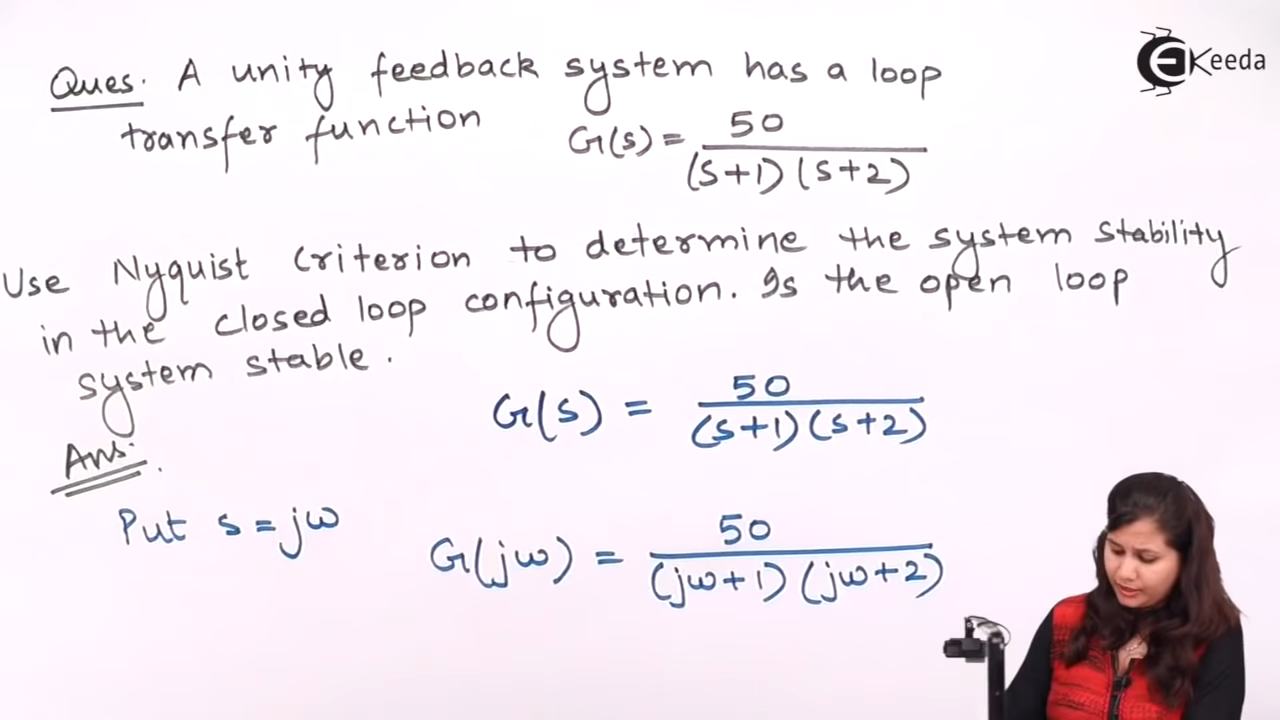 Ques. A unity feedback system has a loop
transfer function G(s) = 50 / (s+1)(s+2)
Use Nyquist criterion to determine the system stability
in the closed loop configuration. Is the open loop
system stable.
Ans.
G(s) = 50 / (s+1)(s+2)
Put s = jω
G(jω) = 50 / (jω+1)(jω+2)
EKeeda